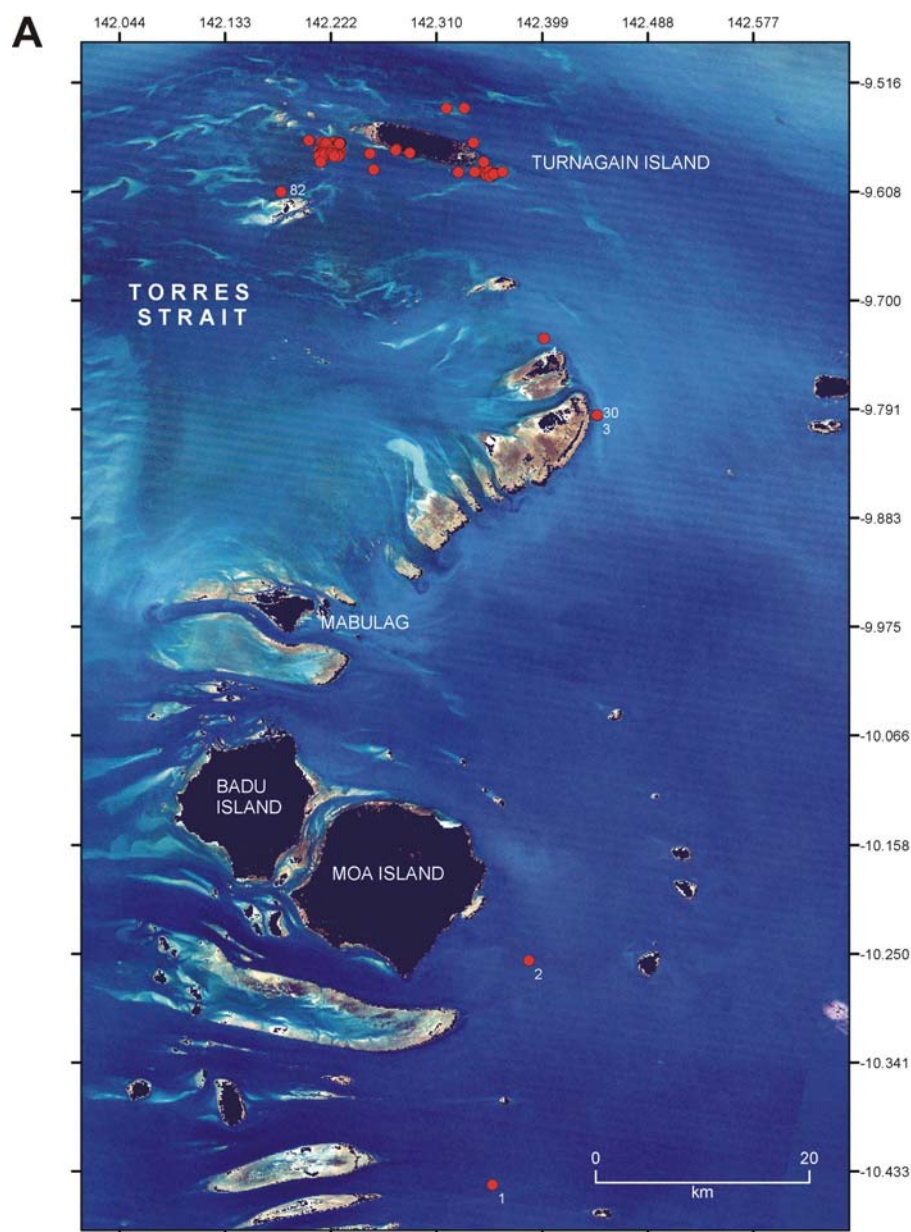 A
142.044 142.133 142.222 142.310 142.399 142.488 142.577
-9.516
TURNAGAIN ISLAND
82
-9.608
TORRES
STRAIT
-9.700
4
-9.791
30
3
-9.883
MABULAG
-9.975
-10.066
BADU
ISLAND
-10.158
MOA ISLAND
-10.250
2
-10.341
0 20
km
-10.433
1